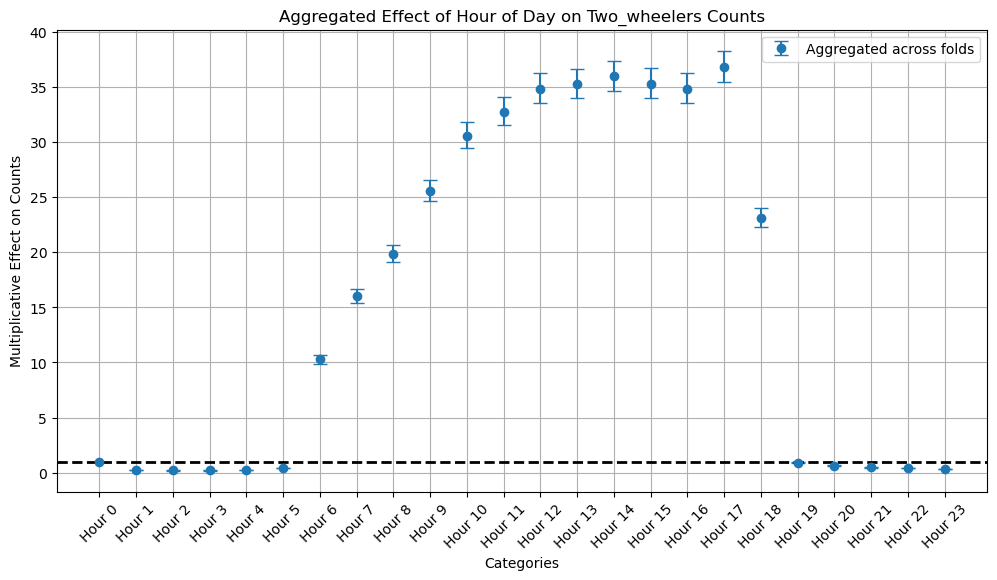 Aggregated Effect of Hour of Day on Two_wheelers Counts
Aggregated across folds
Multiplicative Effect on Counts
40
35
30
25
20
15
10
5
0
Hour 0
Hour 1
Hour 2
Hour 3
Hour 4
Hour 5
Hour 6
Hour 7
Hour 8
Hour 9
Hour 10
Hour 11
Hour 12
Hour 13
Hour 14
Hour 15
Hour 16
Hour 17
Hour 18
Hour 19
Hour 20
Hour 21
Hour 22
Hour 23
Categories